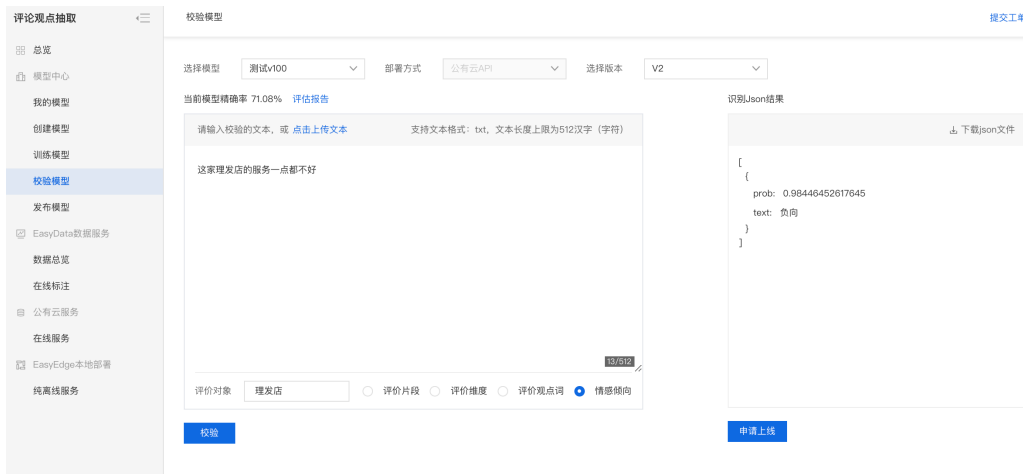 评论观点抽取
总览
模型中心
我的模型
创建模型
训练模型
校验模型
发布模型
EasyData数据服务
数据总览
在线标注
公有云服务
在线服务
EasyEdge本地部署
纯离线服务
校验模型
提交工单
选择模型 测试v100 部署方式 公有云API 选择版本 V2
当前模型精确率 71.08% 评估报告
请输入校验的文本，或 点击上传文本 支持文本格式：txt，文本长度上限为512汉字（字符）
这家理发店的服务一点都不好
13/512
评价对象 理发店 评价片段 评价维度 评价观点词 情感倾向
校验
识别Json结果
下载json文件
[
{
prob: 0.98446452617645
text: 负向
}
]
申请上线